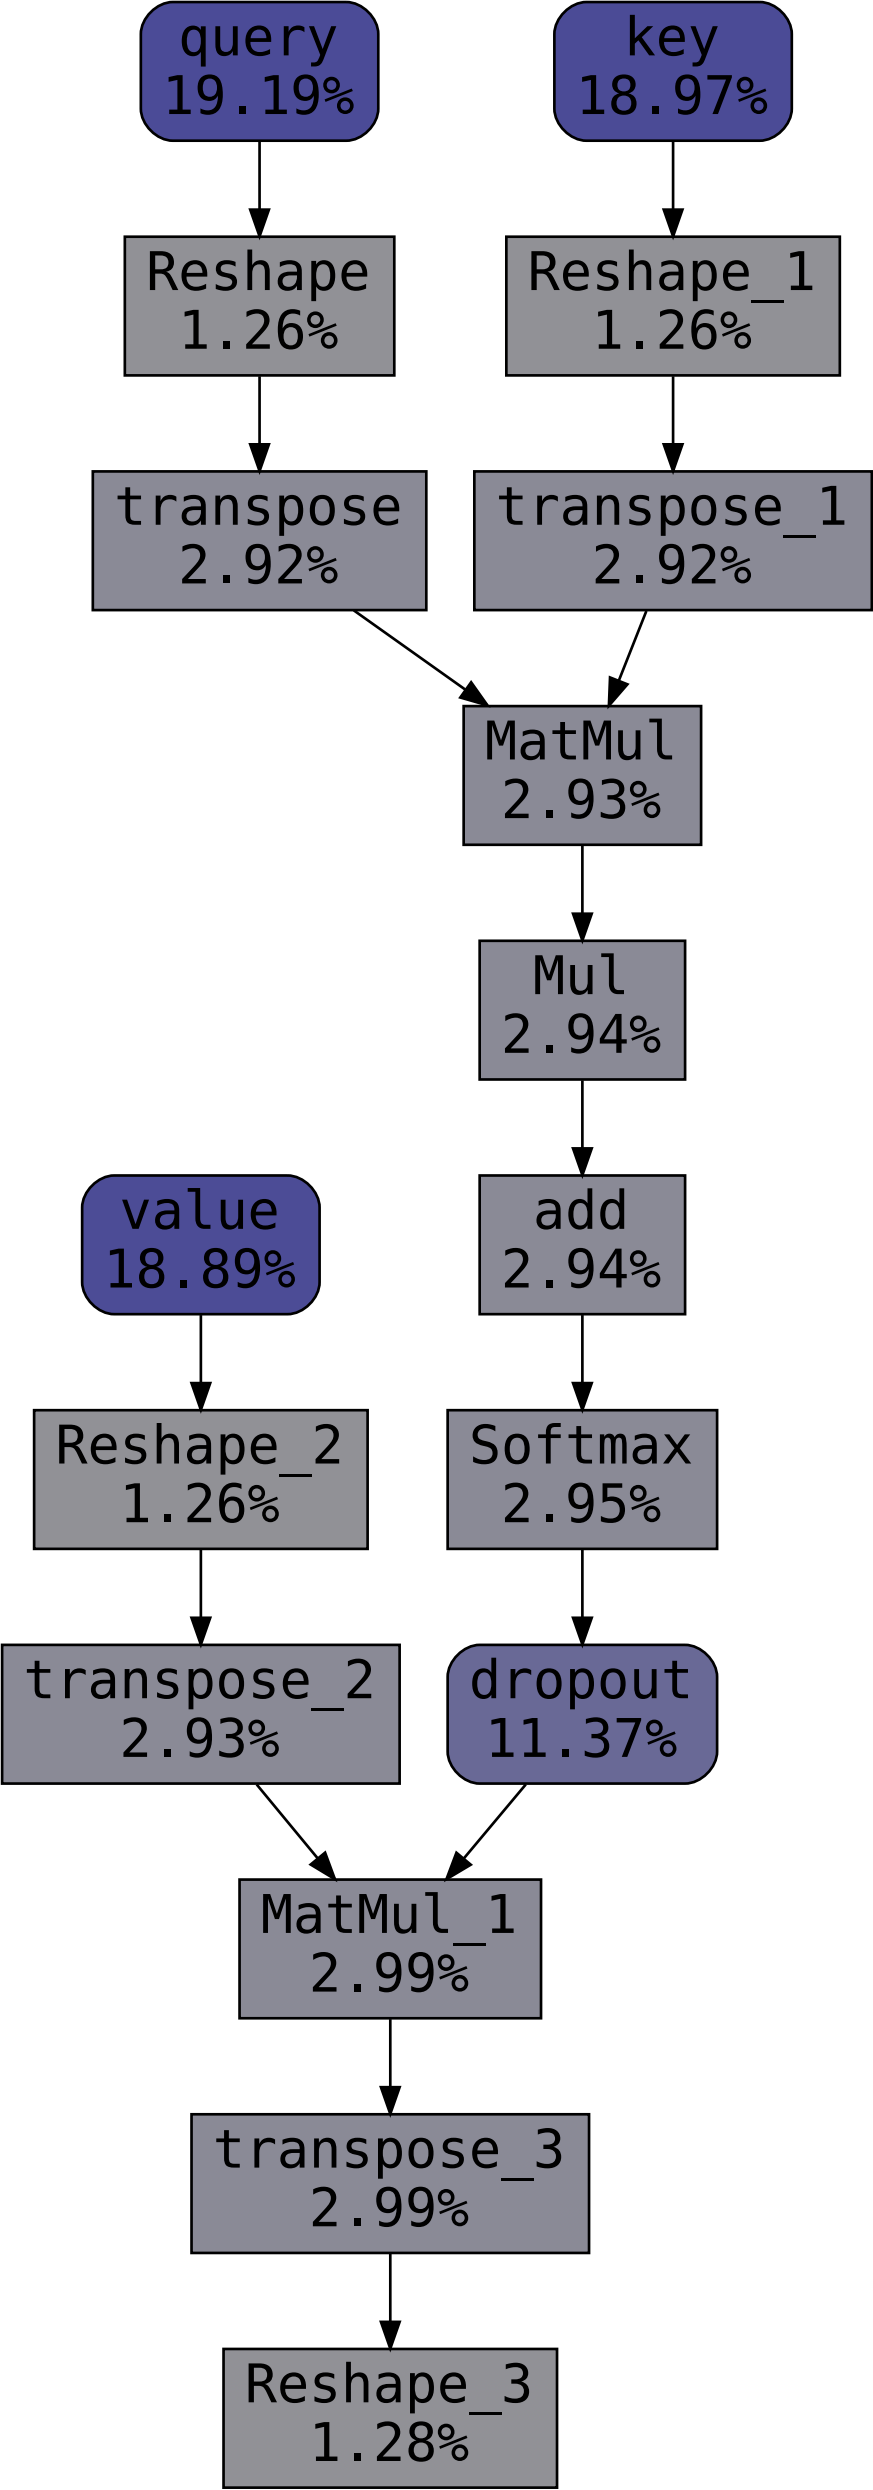 query
19.19%
key
18.97%
Reshape
1.26%
Reshape_1
1.26%
transpose
2.92%
transpose_1
2.92%
MatMul
2.93%
Mul
2.94%
add
2.94%
value
18.89%
Softmax
2.95%
Reshape_2
1.26%
transpose_2
2.93%
dropout
11.37%
MatMul_1
2.99%
transpose_3
2.99%
Reshape_3
1.28%